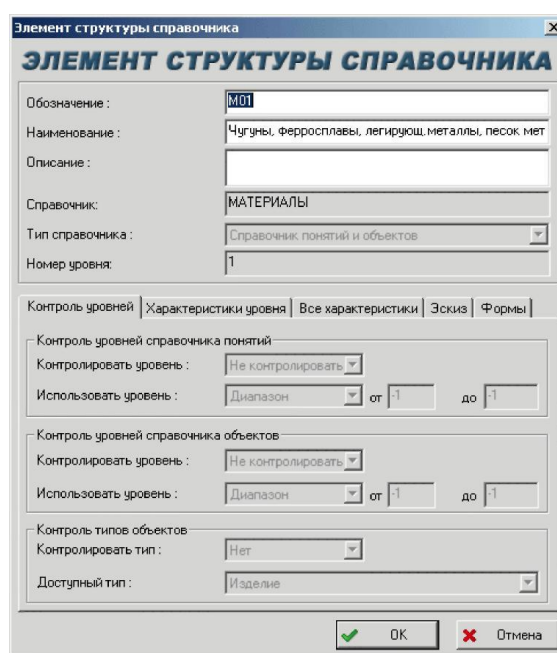 Элемент структуры справочника
ЭЛЕМЕНТ СТРУКТУРЫ СПРАВОЧНИКА
Обозначение : М01
Наименование : Чугуны, ферросплавы, легирующ.металлы, песок мет
Описание :
Справочник: МАТЕРИАЛЫ
Тип справочника : Справочник понятий и объектов
Номер уровня: 1
Контроль уровней Характеристики уровня Все характеристики Эскиз Формы
Контроль уровней справочника понятий
Контролировать уровень : Не контролировать
Использовать уровень : Диапазон от -1 до -1
Контроль уровней справочника объектов
Контролировать уровень : Не контролировать
Использовать уровень : Диапазон от -1 до -1
Контроль типов объектов
Контролировать тип : Нет
Доступный тип : Изделие
OK Отмена